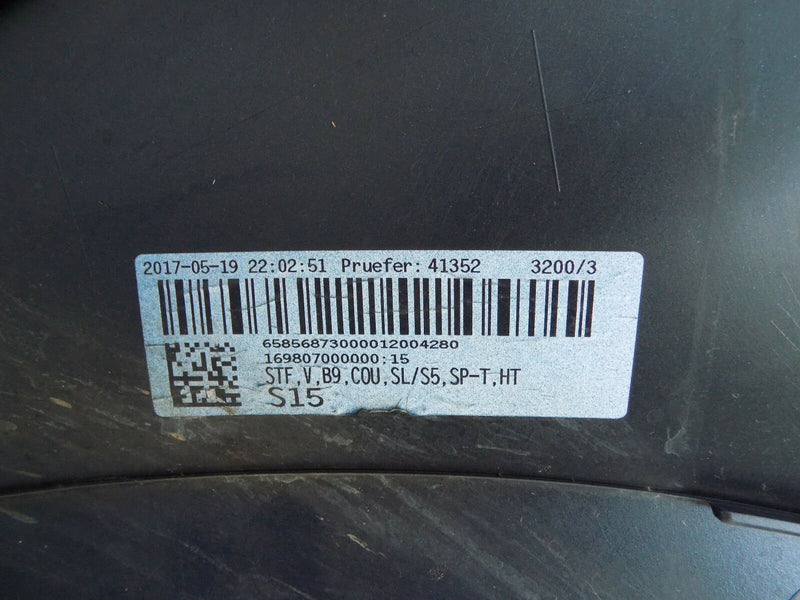 2017-05-19 22:02:51 Pruefer: 41352 3200/3
65856873000012004280
169807000000:15
STF,V,B9,COU,SL/S5,SP-T,HT
S15